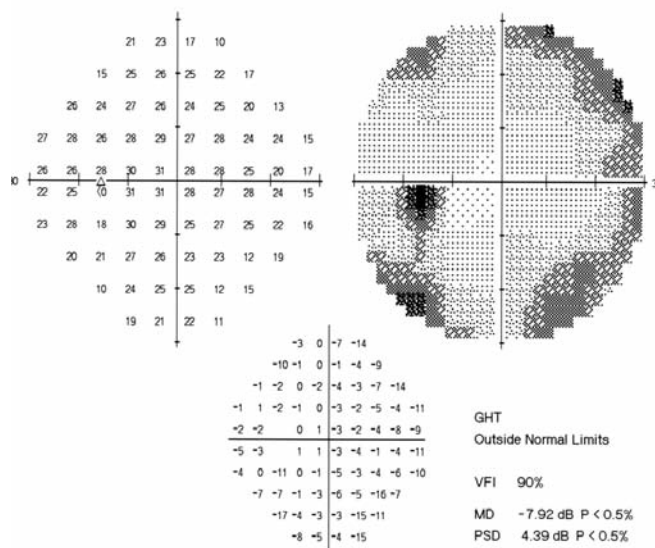 21 23 17 10
15 25 26 25 22 17
26 24 27 26 24 25 20 13
27 28 26 28 29 27 28 24 24 15
26 26 28 30 31 28 28 25 20 17
22 25 <0 31 31 28 27 28 24 15
23 28 18 30 29 25 27 25 22 16
20 21 27 26 23 23 12 19
10 24 25 25 12 15
19 21 22 11
-3 0 -7 -14
-10 -1 0 -1 -4 -9
-1 -2 0 -2 -4 -3 -7 -14
-1 1 -2 -1 0 -3 -2 -5 -4 -11
-2 -2 0 1 -3 -2 -4 -8 -9
-5 -3 1 1 -3 -4 -1 -4 -11
-4 0 -11 0 -1 -5 -3 -4 -6 -10
-7 -7 -1 -3 -6 -5 -16 -7
-17 -4 -3 -3 -15 -11
-8 -5 -4 -15
GHT
Outside Normal Limits
VFI 90%
MD -7.92 dB P < 0.5%
PSD 4.39 dB P < 0.5%